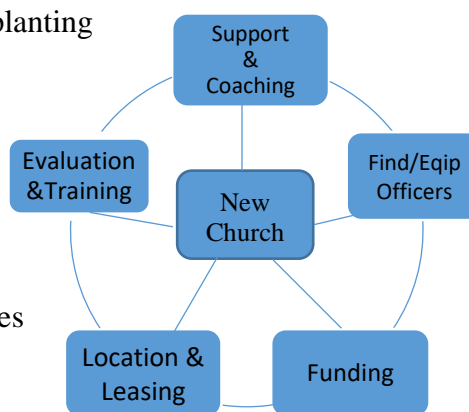 planting
Support
&
Coaching
Evaluation
&Training
Find/Eqip
Officers
New
Church
es
Location &
Leasing
Funding